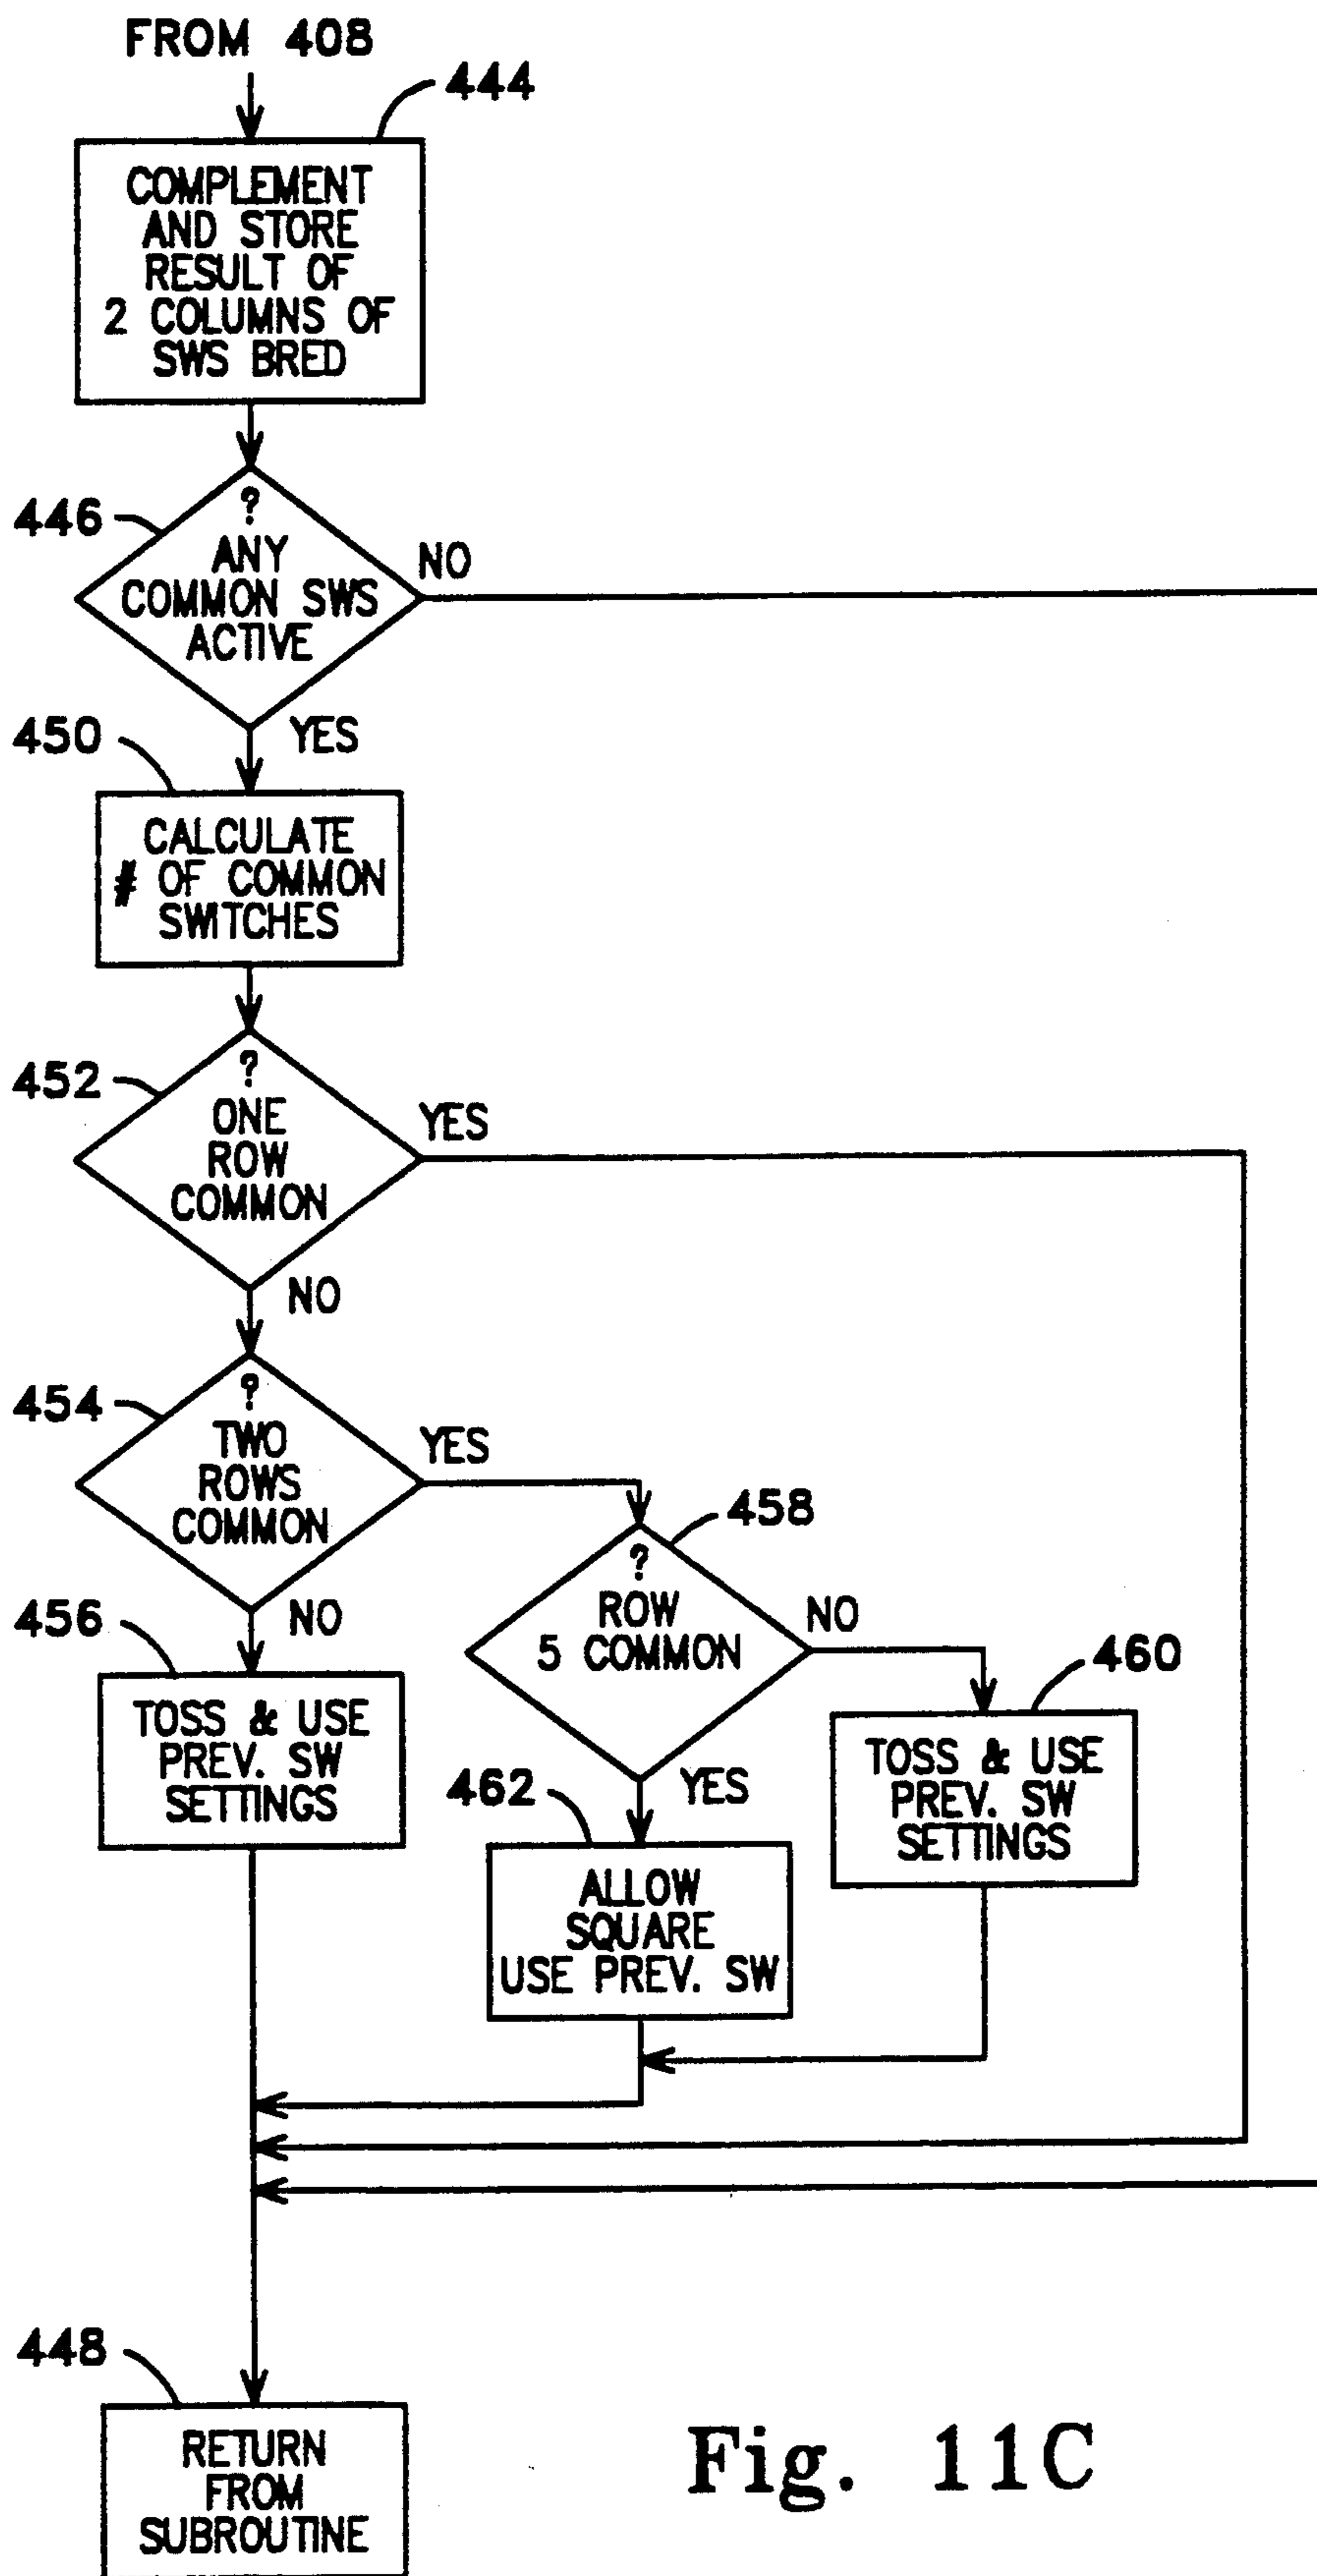 FROM 408
444
COMPLEMENT
AND STORE
RESULT OF
2 COLUMNS OF
SWS BRED
446
?
ANY
COMMON SWS
ACTIVE
NO
YES
450
CALCULATE
# OF COMMON
SWITCHES
452
?
ONE
ROW
COMMON
YES
NO
454
?
TWO
ROWS
COMMON
YES
NO
458
?
ROW
5 COMMON
NO
YES
456
TOSS & USE
PREV. SW
SETTINGS
460
TOSS & USE
PREV. SW
SETTINGS
462
ALLOW
SQUARE
USE PREV. SW
448
RETURN
FROM
SUBROUTINE
Fig. 11C